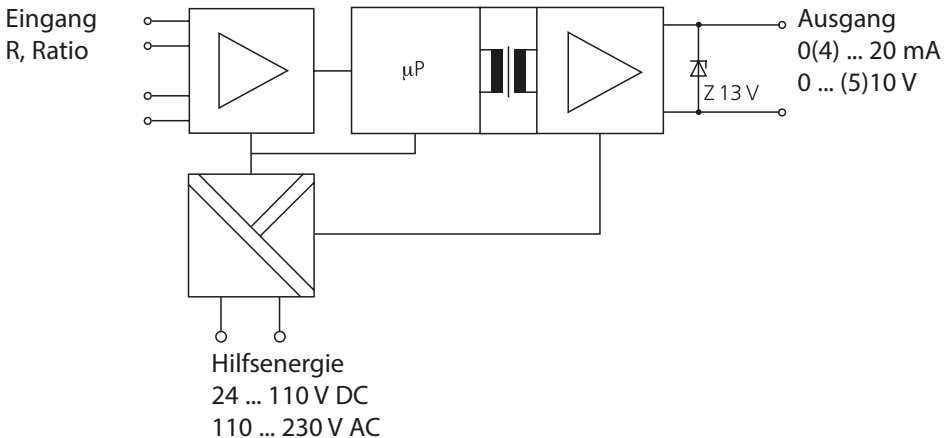 Eingang
R, Ratio
µP
Z 13 V
Ausgang
0(4) ... 20 mA
0 ... (5)10 V
Hilfsenergie
24 ... 110 V DC
110 ... 230 V AC